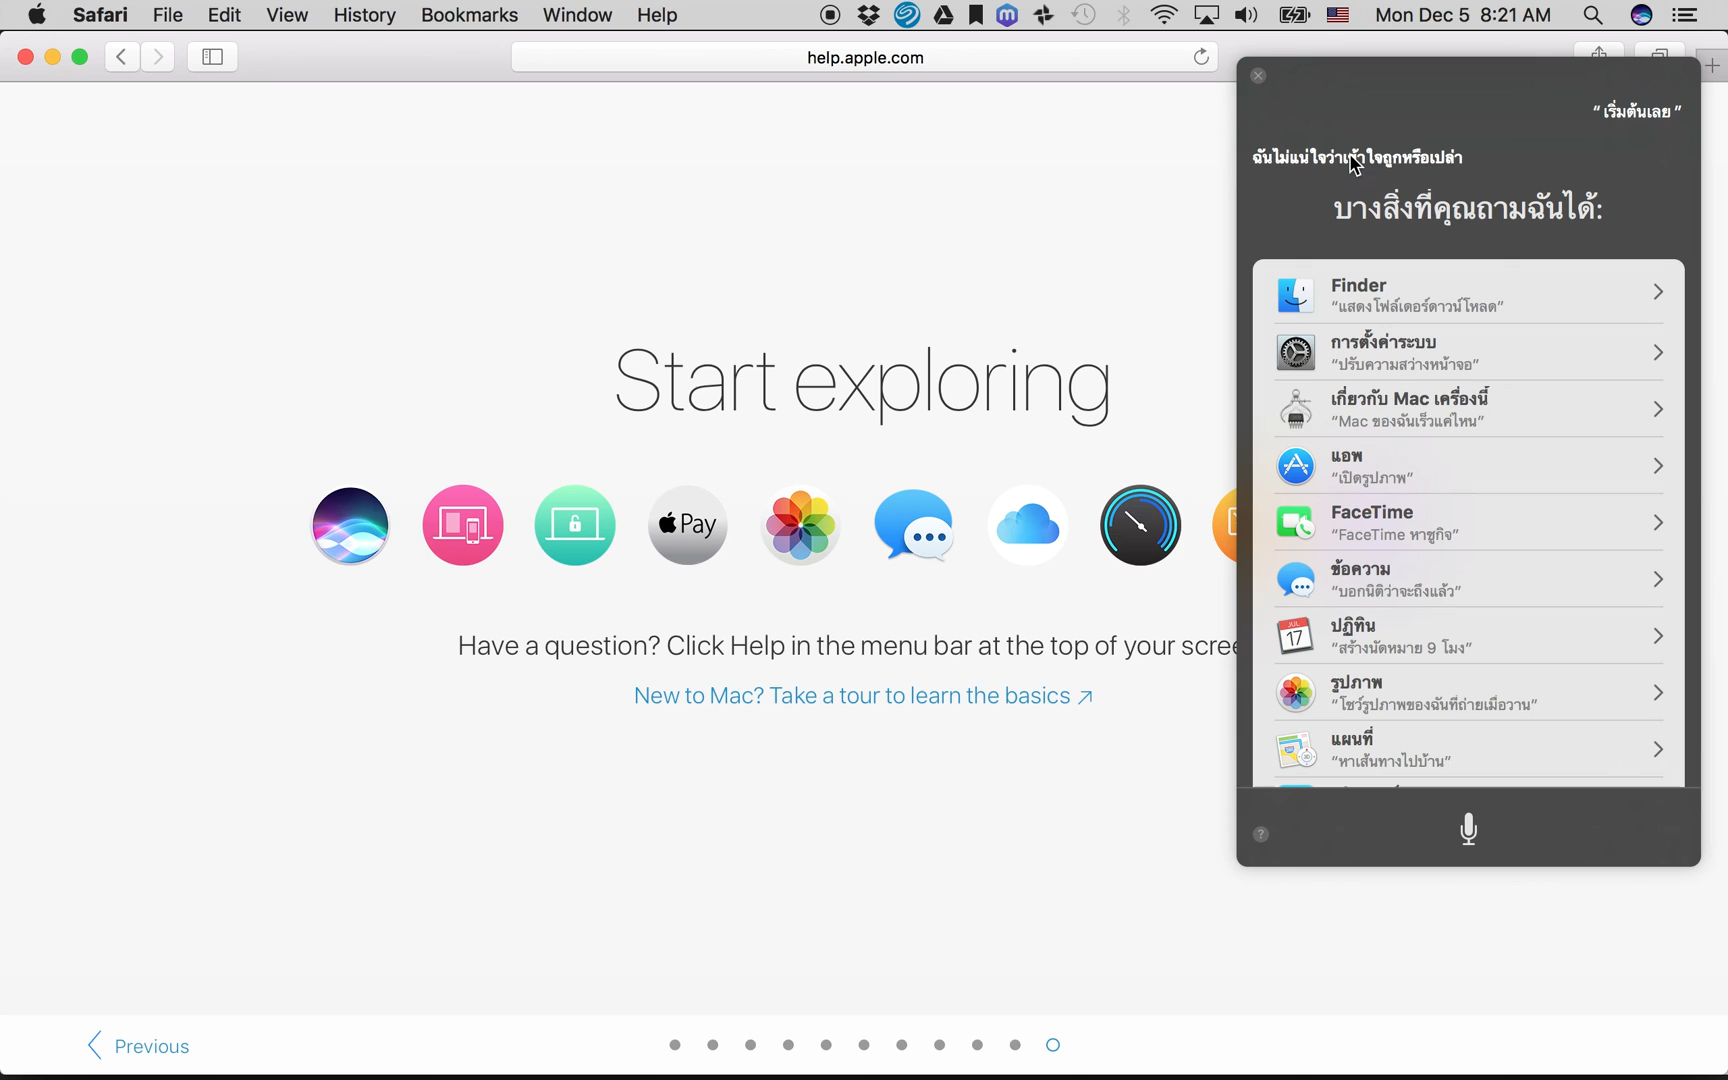 Safari File Edit View History Bookmarks Window Help Mon Dec 5 8:21 AM
help.apple.com
“ เริ่มต้นเลย ”
ฉันไม่แน่ใจว่าเข้าใจถูกหรือเปล่า
บางสิ่งที่คุณถามฉันได้:
Finder
“แสดงโฟล์เดอร์ดาวน์โหลด”
การตั้งค่าระบบ
“ปรับความสว่างหน้าจอ”
เกี่ยวกับ Mac เครื่องนี้
“Mac ของฉันเร็วแค่ไหน”
แอพ
“เปิดรูปภาพ”
FaceTime
“FaceTime หาชูกิจ”
ข้อความ
“บอกนิติว่าจะถึงแล้ว”
JUL
17
ปฏิทิน
“สร้างนัดหมาย 9 โมง”
รูปภาพ
“โชว์รูปภาพของฉันที่ถ่ายเมื่อวาน”
แผนที่
“หาเส้นทางไปบ้าน”
?
Start exploring
Pay
Have a question? Click Help in the menu bar at the top of your scree
New to Mac? Take a tour to learn the basics ↗
Previous